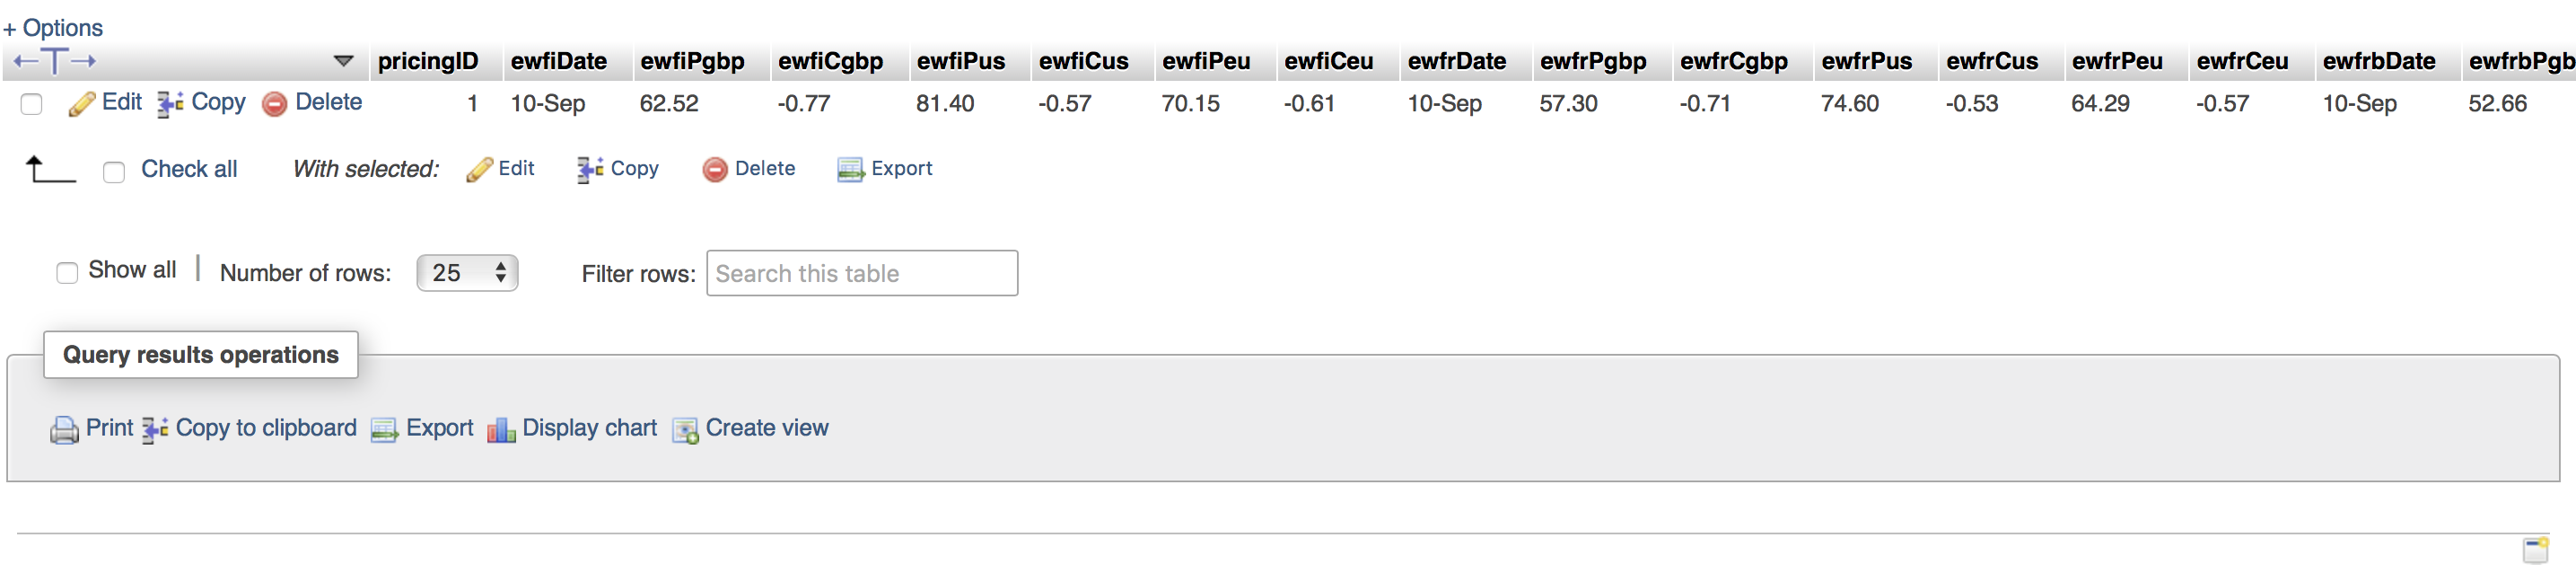 + Options
←T→ pricingID ewfiDate ewfiPgbp ewfiCgbp ewfiPus ewfiCus ewfiPeu ewfiCeu ewfrDate ewfrPgbp ewfrCgbp ewfrPus ewfrCus ewfrPeu ewfrCeu ewfrbDate ewfrbPgb
Edit Copy Delete 1 10-Sep 62.52 -0.77 81.40 -0.57 70.15 -0.61 10-Sep 57.30 -0.71 74.60 -0.53 64.29 -0.57 10-Sep 52.66
Check all With selected: Edit Copy Delete Export
Show all | Number of rows: 25 Filter rows: Search this table
Query results operations
Print Copy to clipboard Export Display chart Create view